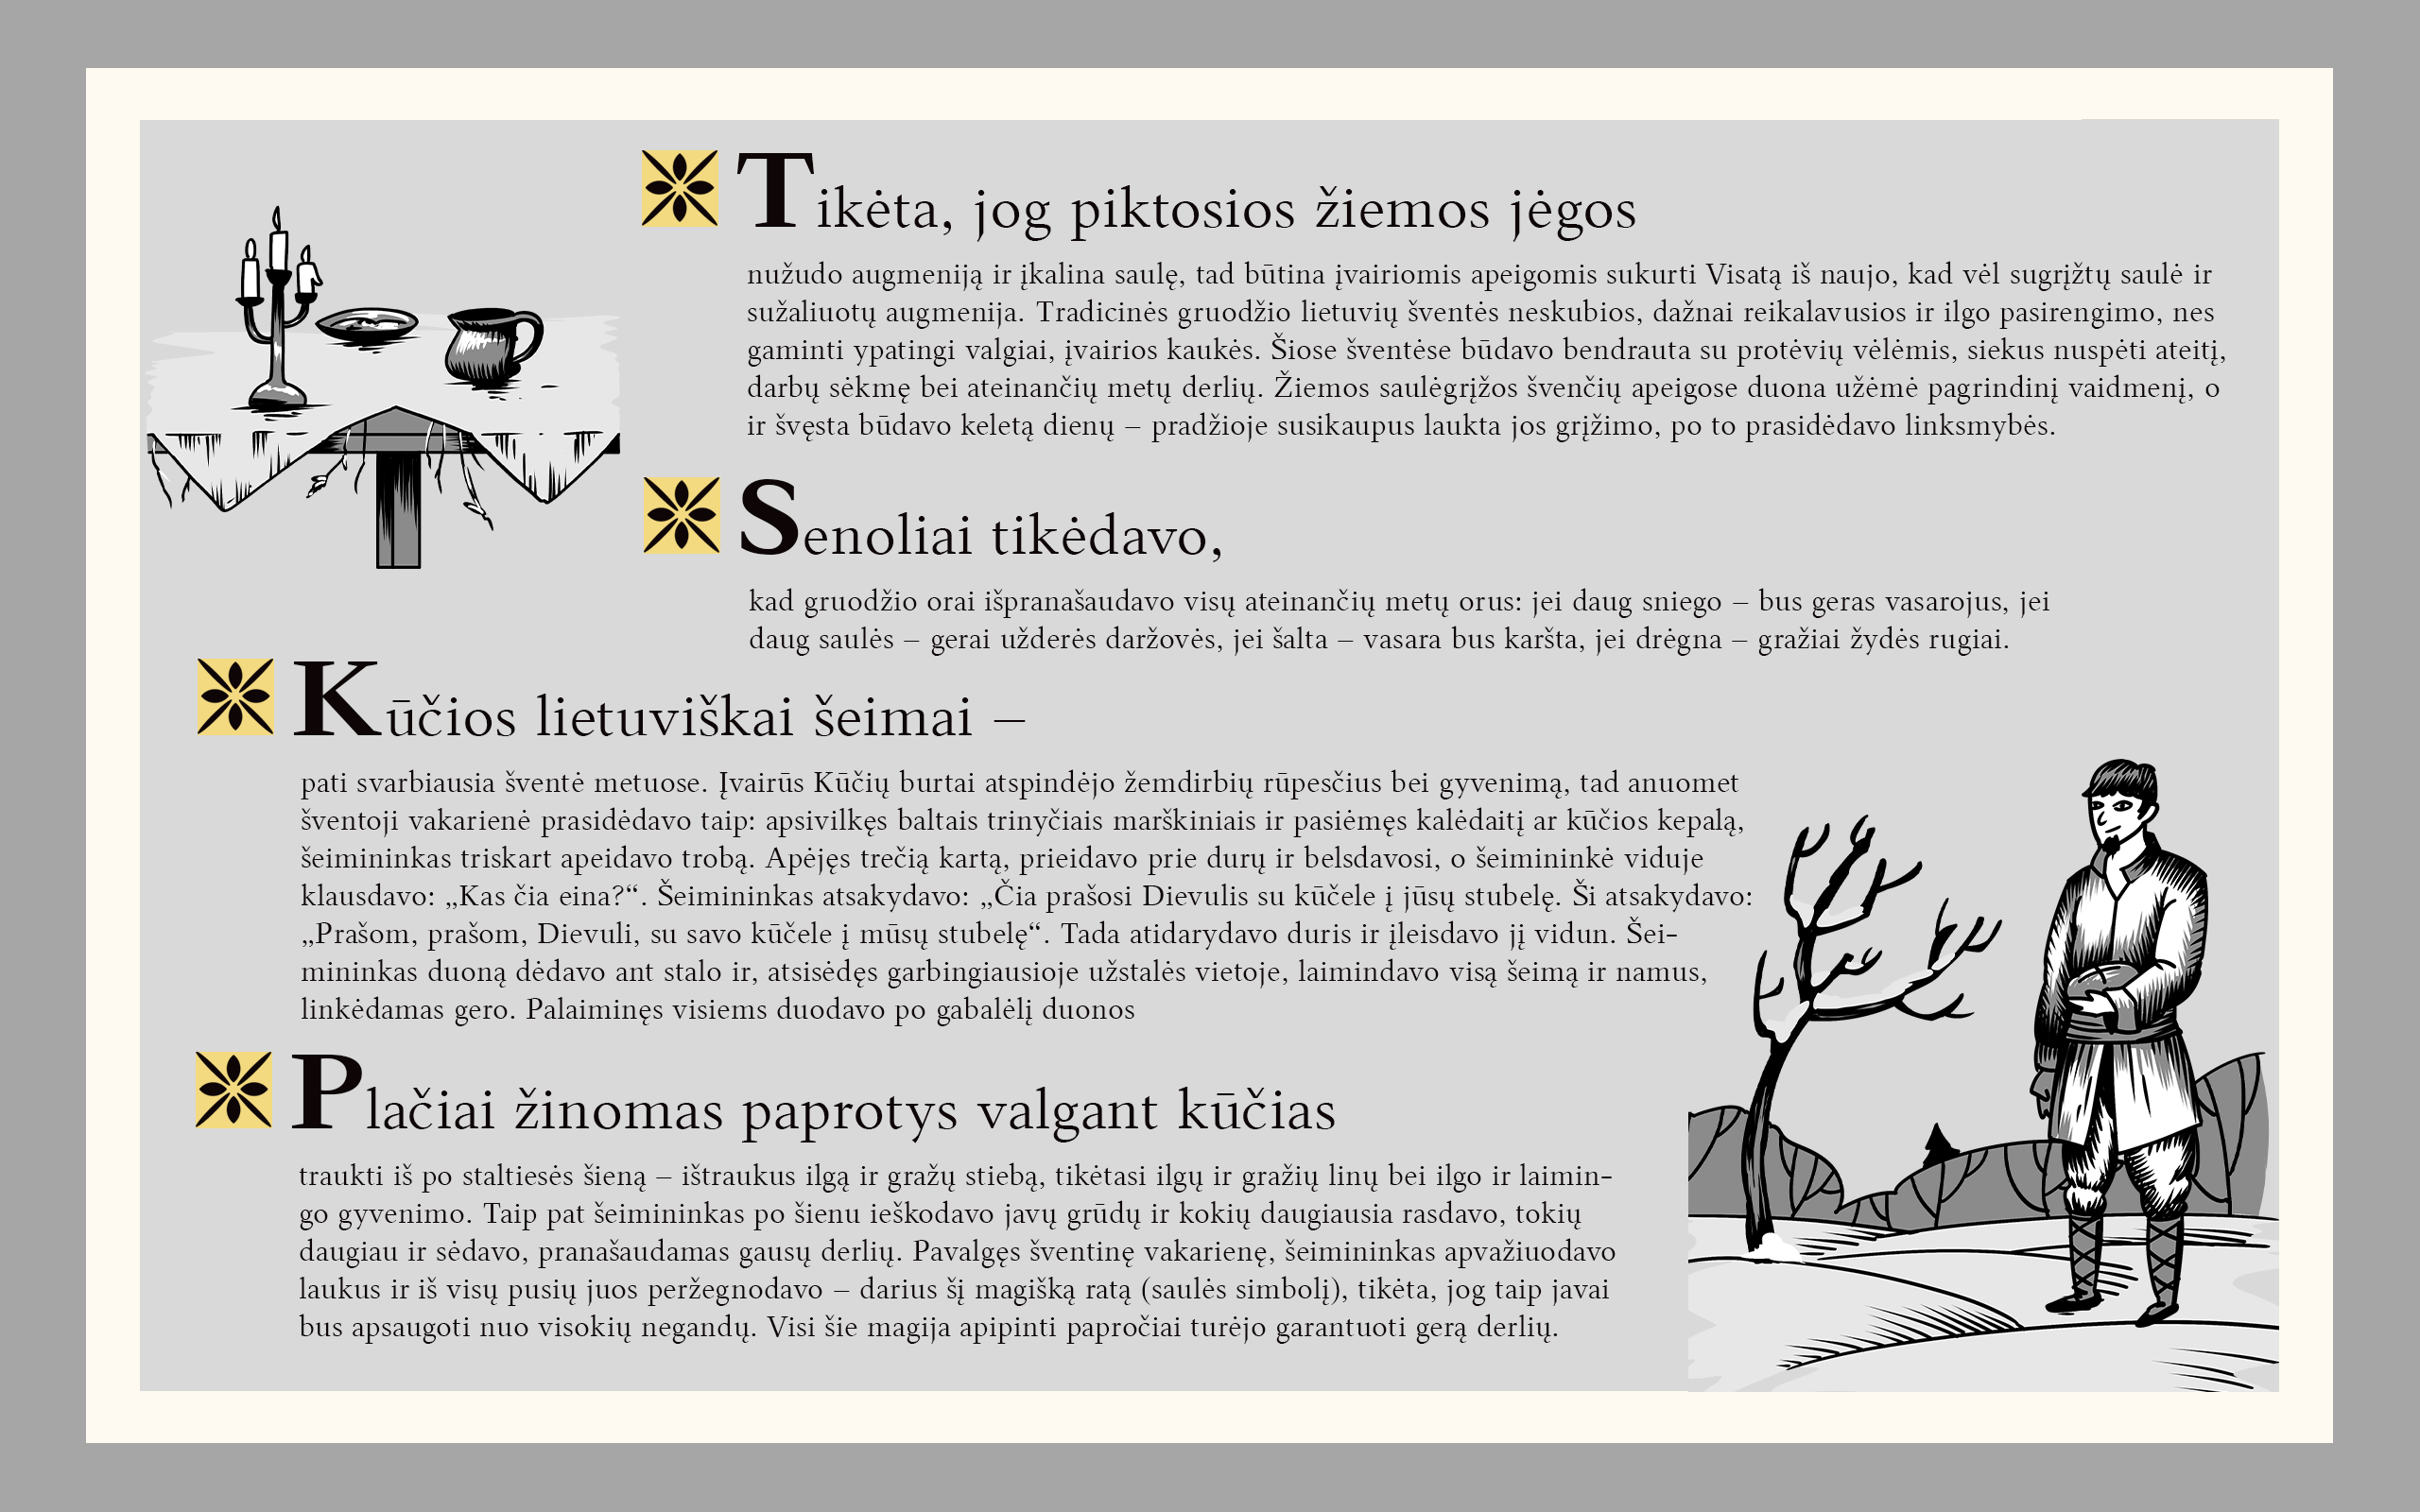 Tikėta, jog piktosios žiemos jėgos
nužudo augmeniją ir įkalina saulę, tad būtina įvairiomis apeigomis sukurti Visatą iš naujo, kad vėl sugrįžtų saulė ir
sužaliuotų augmenija. Tradicinės gruodžio lietuvių šventės neskubios, dažnai reikalavusios ir ilgo pasirengimo, nes
gaminti ypatingi valgiai, įvairios kaukės. Šiose šventėse būdavo bendrauta su protėvių vėlėmis, siekus nuspėti ateitį,
darbų sėkmę bei ateinančių metų derlių. Žiemos saulėgrįžos švenčių apeigose duona užėmė pagrindinį vaidmenį, o
ir švęsta būdavo keletą dienų – pradžioje susikaupus laukta jos grįžimo, po to prasidėdavo linksmybės.
Senoliai tikėdavo,
kad gruodžio orai išpranašaudavo visų ateinančių metų orus: jei daug sniego – bus geras vasarojus, jei
daug saulės – gerai užderės daržovės, jei šalta – vasara bus karšta, jei drėgna – gražiai žydės rugiai.
Kūčios lietuviškai šeimai –
pati svarbiausia šventė metuose. Įvairūs Kūčių burtai atspindėjo žemdirbių rūpesčius bei gyvenimą, tad anuomet
šventoji vakarienė prasidėdavo taip: apsivilkęs baltais trinyčiais marškiniais ir pasiėmęs kalėdaitį ar kūčios kepalą,
šeimininkas triskart apeidavo trobą. Apėjęs trečią kartą, prieidavo prie durų ir belsdavosi, o šeimininkė viduje
klausdavo: „Kas čia eina?“. Šeimininkas atsakydavo: „Čia prašosi Dievulis su kūčele į jūsų stubelę. Ši atsakydavo:
„Prašom, prašom, Dievuli, su savo kūčele į mūsų stubelę“. Tada atidarydavo duris ir įleisdavo jį vidun. Šei-
mininkas duoną dėdavo ant stalo ir, atsisėdęs garbingiausioje užstalės vietoje, laimindavo visą šeimą ir namus,
linkėdamas gero. Palaiminęs visiems duodavo po gabalėlį duonos
Plačiai žinomas paprotys valgant kūčias
traukti iš po staltiesės šieną – ištraukus ilgą ir gražų stiebą, tikėtasi ilgų ir gražių linų bei ilgo ir laimin-
go gyvenimo. Taip pat šeimininkas po šienu ieškodavo javų grūdų ir kokių daugiausia rasdavo, tokių
daugiau ir sėdavo, pranašaudamas gausų derlių. Pavalgęs šventinę vakarienę, šeimininkas apvažiuodavo
laukus ir iš visų pusių juos peržegnodavo – darius šį magišką ratą (saulės simbolį), tikėta, jog taip javai
bus apsaugoti nuo visokių negandų. Visi šie magija apipinti papročiai turėjo garantuoti gerą derlių.